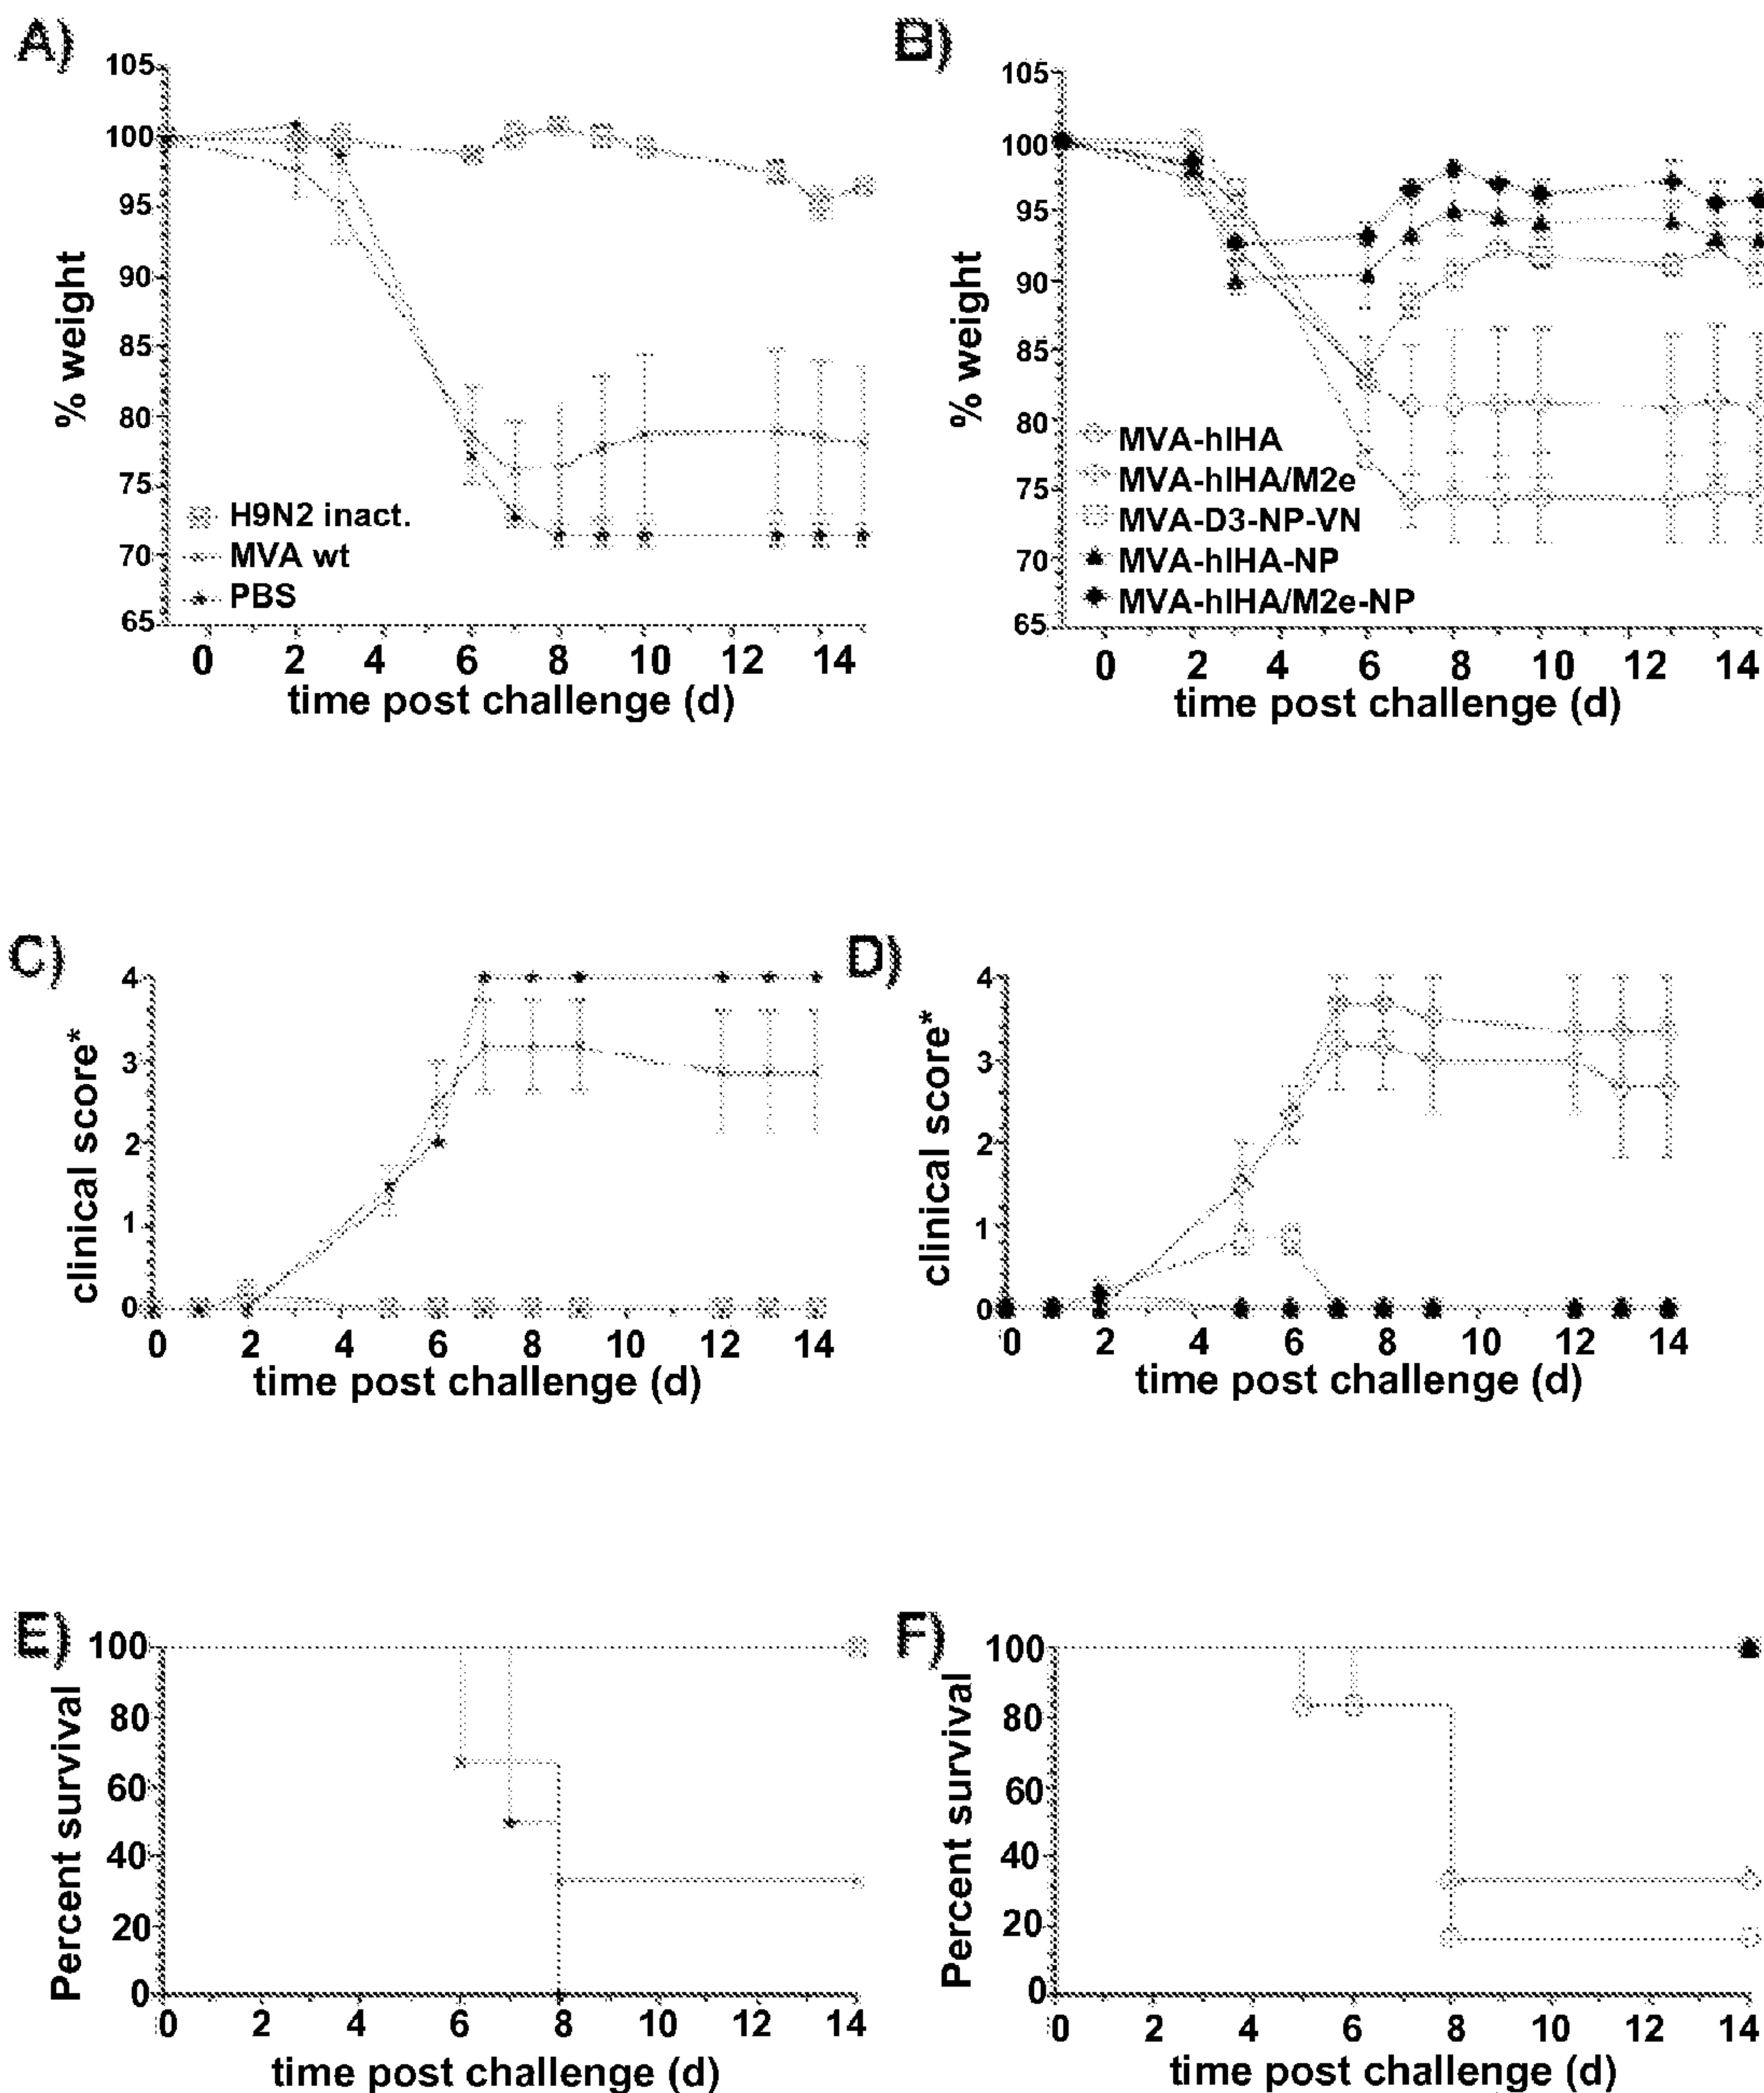 A)
105
100
95
90
85
80
75
70
65
% weight
H9N2 inact.
MVA wt
PBS
0 2 4 6 8 10 12 14
time post challenge (d)
B)
105
100
95
90
85
80
75
70
65
% weight
MVA-hlHA
MVA-hlHA/M2e
MVA-D3-NP-VN
MVA-hlHA-NP
MVA-hlHA/M2e-NP
0 2 4 6 8 10 12 14
time post challenge (d)
C)
4
3
2
1
0
clinical score*
0 2 4 6 8 10 12 14
time post challenge (d)
D)
4
3
2
1
0
clinical score*
0 2 4 6 8 10 12 14
time post challenge (d)
E)
100
80
60
40
20
0
Percent survival
0 2 4 6 8 10 12 14
time post challenge (d)
F)
100
80
60
40
20
0
Percent survival
0 2 4 6 8 10 12 14
time post challenge (d)